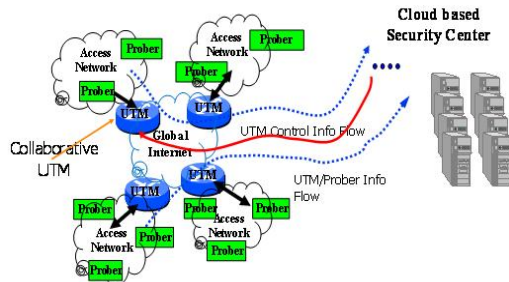 Cloud based
Security Center
Access
Network
Prober
Prober
UTM
Access
Network
Prober
Prober
UTM
Global
Internet
UTM Control Info Flow
Collaborative
UTM
UTM/Prober Info
Flow
UTM
Prober
Access
Network
Prober
Prober
UTM
Prober
Prober
Access
Network
Prober